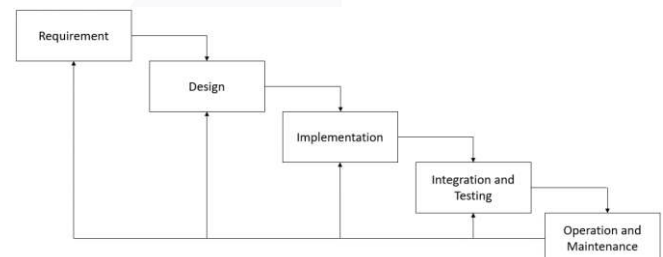 Requirement
Design
Implementation
Integration and
Testing
Operation and
Maintenance